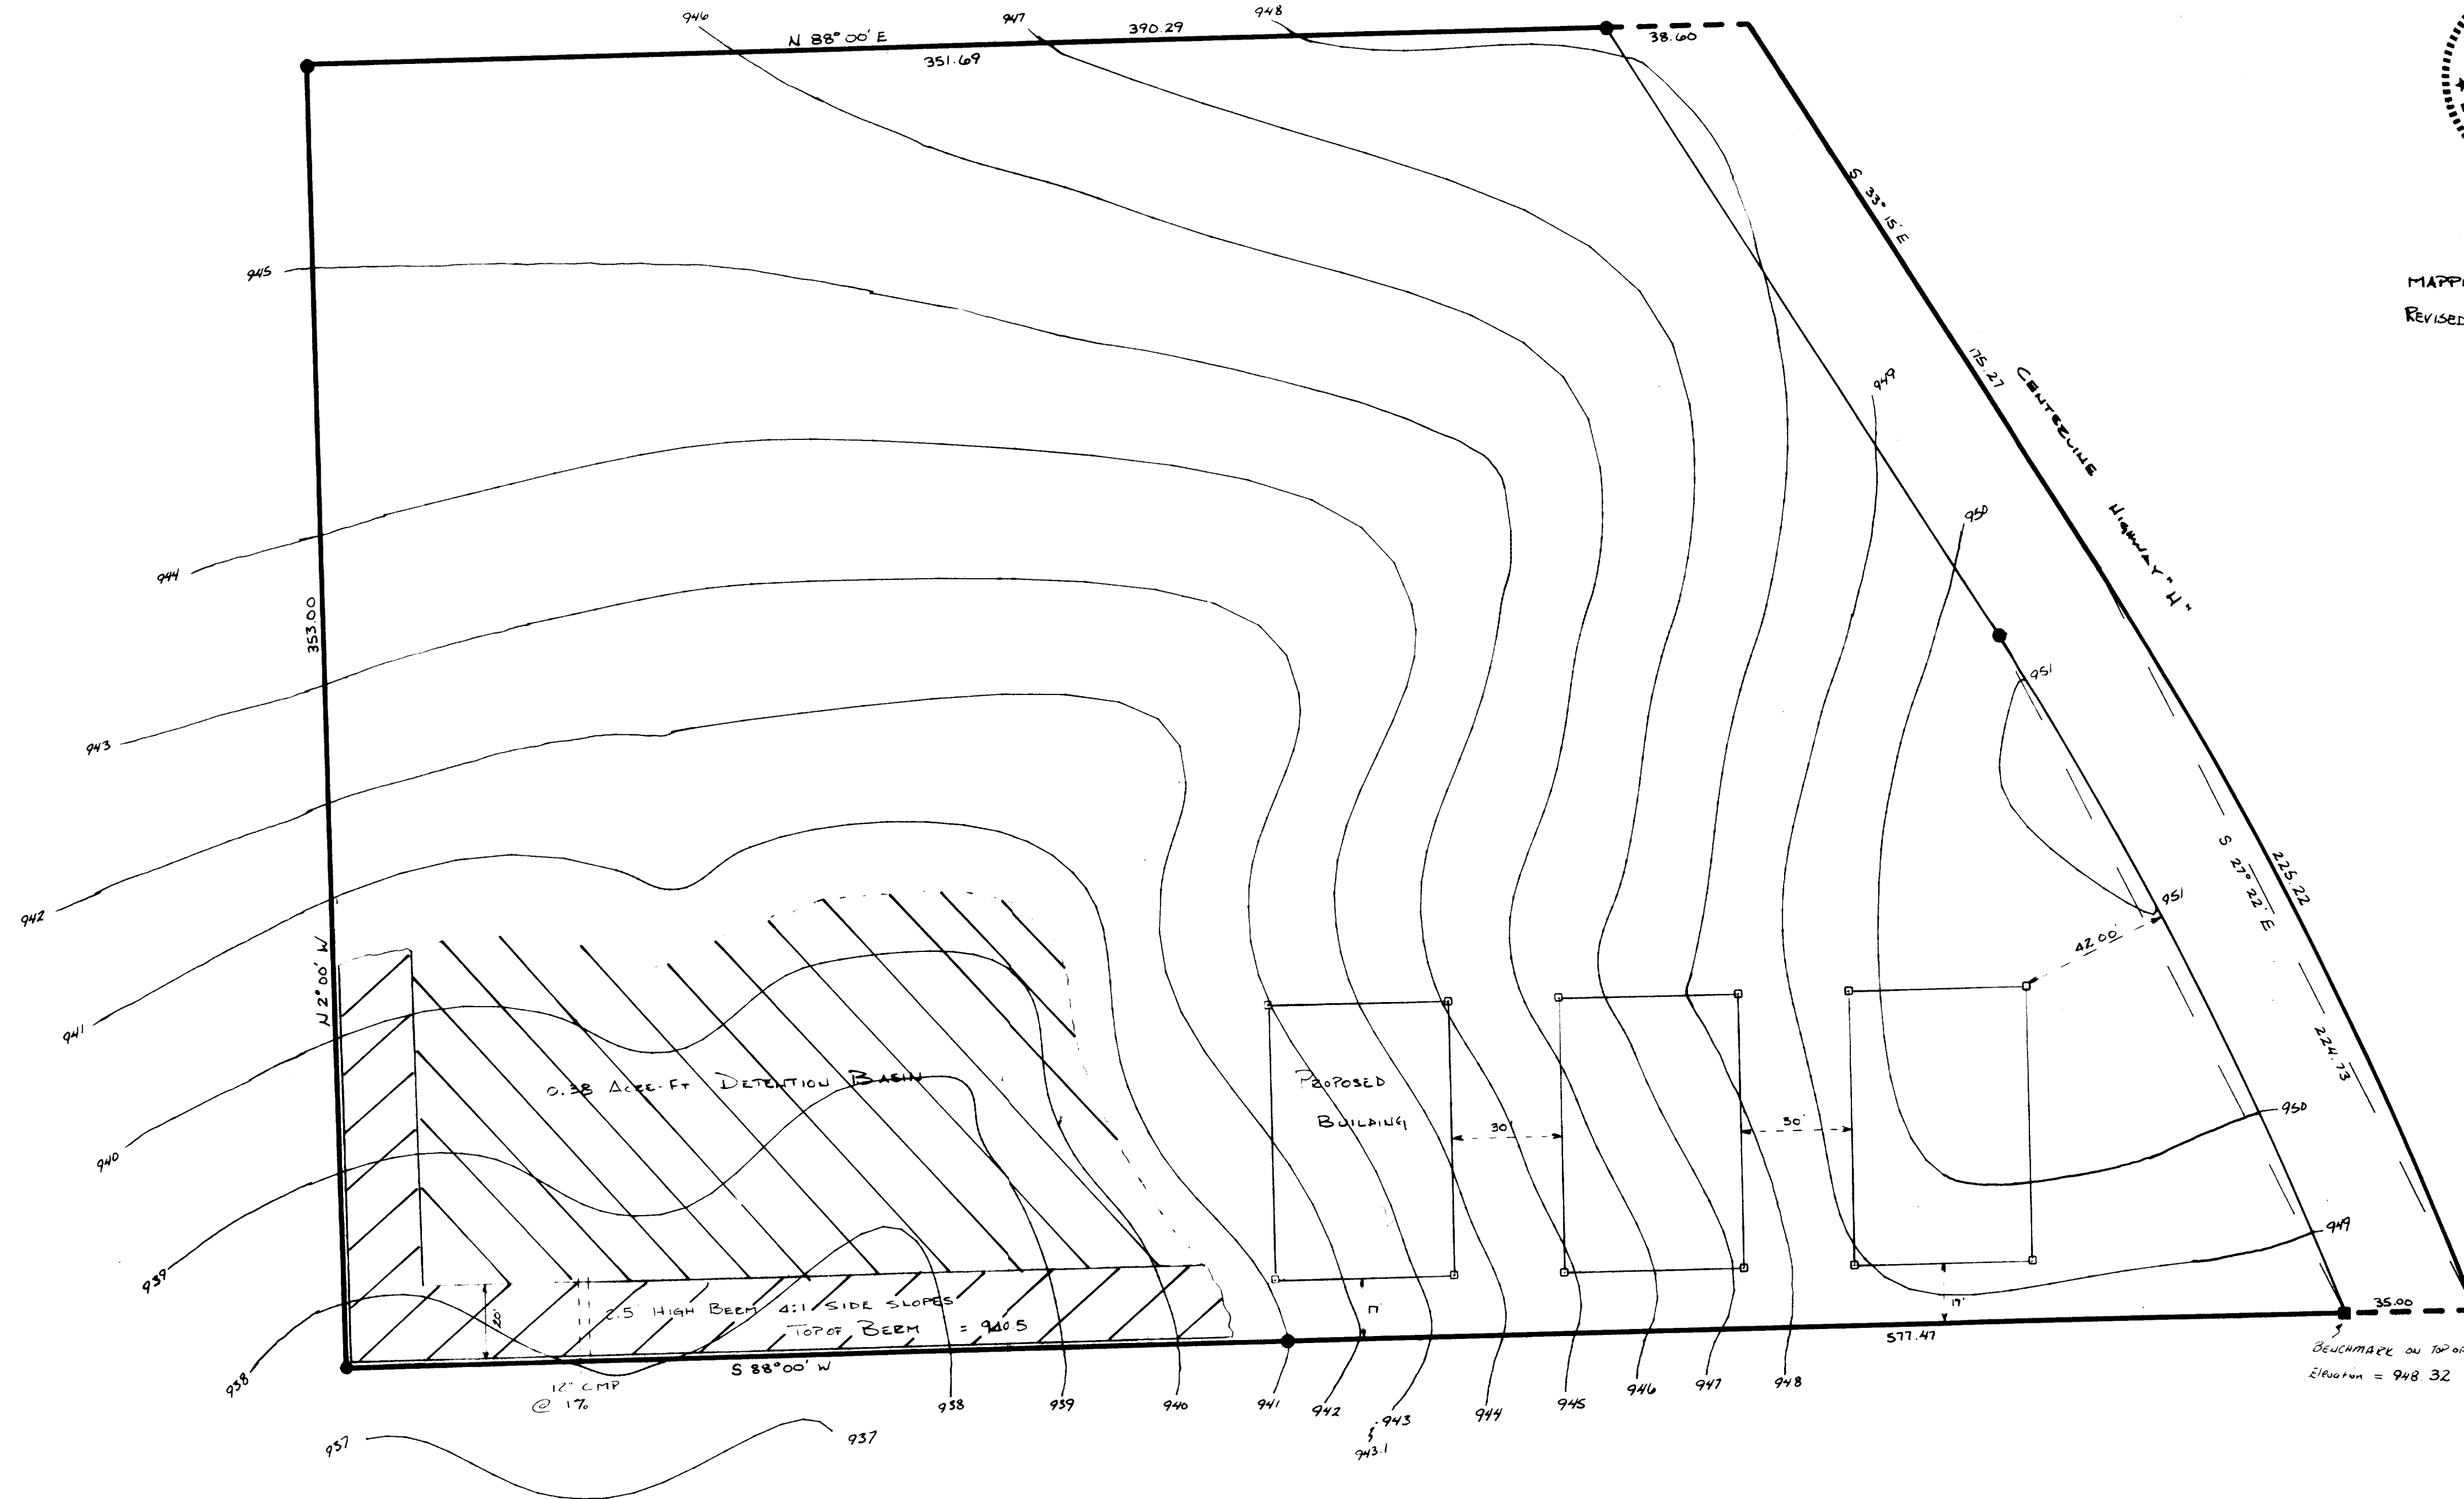 946
947
948
N 88° 00' E
390.29
351.69
38.60
S 33° 15' E
MAPP
REVISED
945
175.27
CENTERLINE HIGHWAY "H"
949
950
944
353.00
951
943
942
951
S 27° 22' E
225.22
42.00'
N 2° 00' W
941
224.73
0.38 ACRE-FT DETENTION BASIN
PROPOSED
BUILDING
30'
30'
950
940
939
949
2.5' HIGH BERM 4:1 SIDE SLOPES
TOP OF BERM = 940.5
20'
17'
17'
35.00
577.47
S 88° 00' W
BENCHMARK ON TOP OF
Elevation = 948.32
938
12" CMP
@ 1%
938
939
940
941
942
943
943.1
944
945
946
947
948
937
937